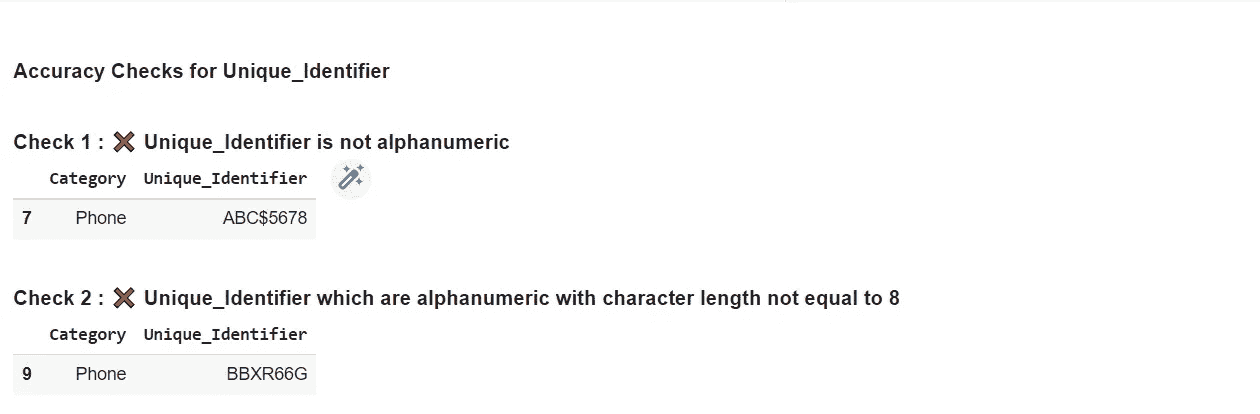 Accuracy Checks for Unique_Identifier
Check 1 : ❌ Unique_Identifier is not alphanumeric
Category Unique_Identifier
7 Phone ABC$5678
Check 2 : ❌ Unique_Identifier which are alphanumeric with character length not equal to 8
Category Unique_Identifier
9 Phone BBXR66G